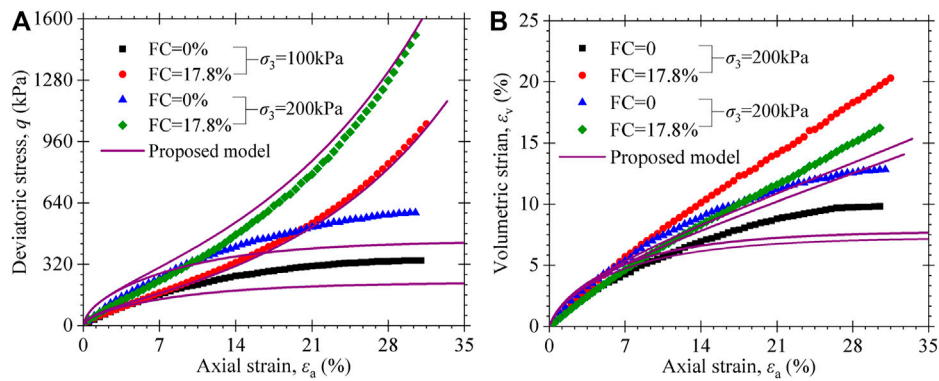 A
Deviatoric stress, q (kPa)
1600
1280
960
640
320
0
FC=0%
FC=17.8%
σ3=100kPa
FC=0%
FC=17.8%
σ3=200kPa
Proposed model
0 7 14 21 28 35
Axial strain, εa (%)
B
Volumetric strian, εv (%)
25
20
15
10
5
0
FC=0
FC=17.8%
σ3=200kPa
FC=0
FC=17.8%
σ3=200kPa
Proposed model
0 7 14 21 28 35
Axial strain, εa (%)